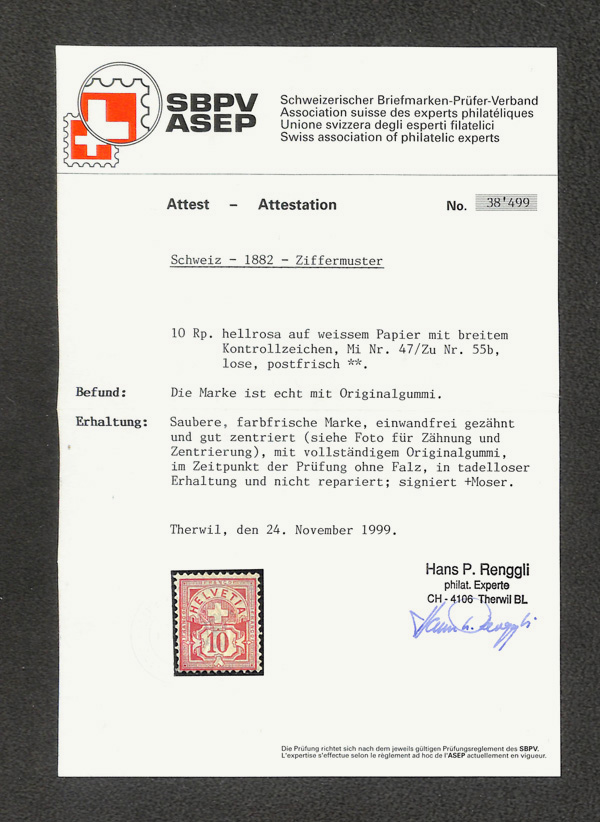 SBPV
ASEP
Schweizerischer Briefmarken-Prüfer-Verband
Association suisse des experts philatéliques
Unione svizzera degli esperti filatelici
Swiss association of philatelic experts
Attest – Attestation
No. 38'499
Schweiz - 1882 - Ziffermuster
10 Rp. hellrosa auf weissem Papier mit breitem
Kontrollzeichen, Mi Nr. 47/Zu Nr. 55b,
lose, postfrisch **.
Befund: Die Marke ist echt mit Originalgummi.
Erhaltung: Saubere, farbfrische Marke, einwandfrei gezähnt
und gut zentriert (siehe Foto für Zähnung und
Zentrierung), mit vollständigem Originalgummi,
im Zeitpunkt der Prüfung ohne Falz, in tadelloser
Erhaltung und nicht repariert; signiert +Moser.
Therwil, den 24. November 1999.
Hans P. Renggli
philat. Experte
CH - 4106 Therwil BL
HELVETIA
10
Die Prüfung richtet sich nach dem jeweils gültigen Prüfungsreglement des SBPV.
L'expertise s'effectue selon le règlement ad hoc de l'ASEP actuellement en vigueur.